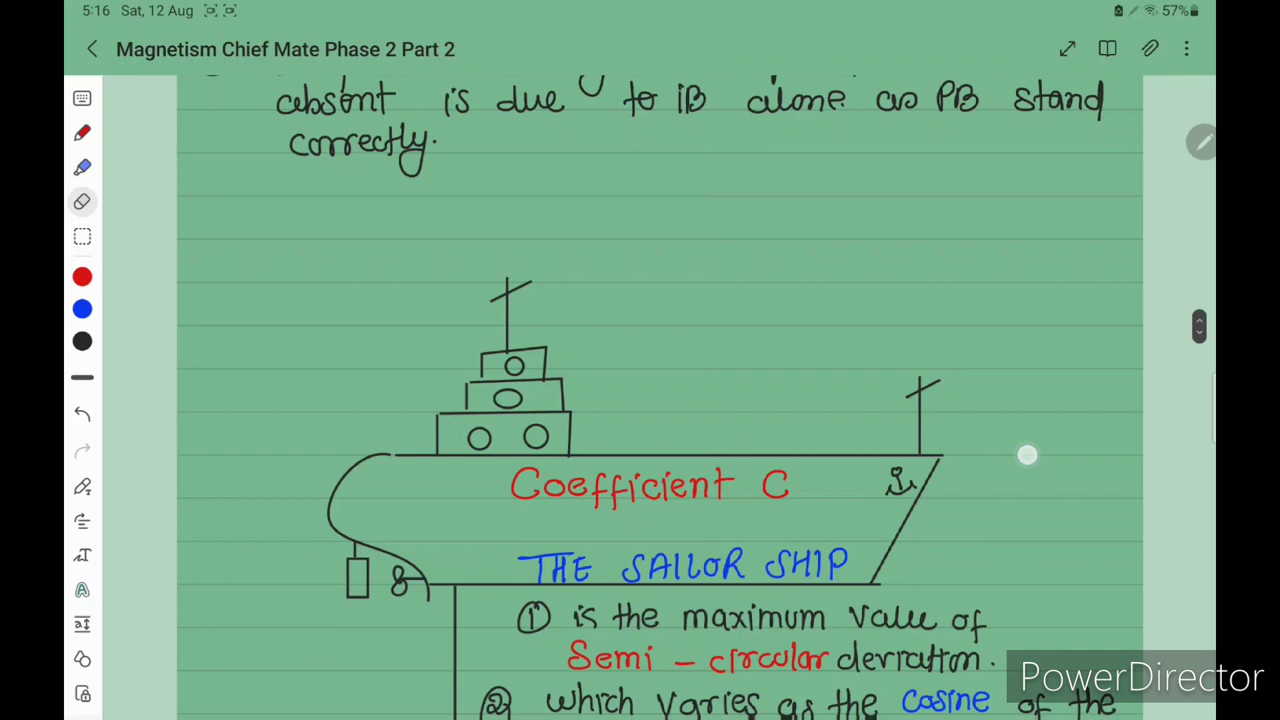 5:16 Sat, 12 Aug
57%
Magnetism Chief Mate Phase 2 Part 2
absent is due to iB alone as PB stand
correctly.
Coefficient C
THE SAILOR SHIP
① is the maximum value of
Semi - circular deviation.
② which varies as the cosine of the
PowerDirector